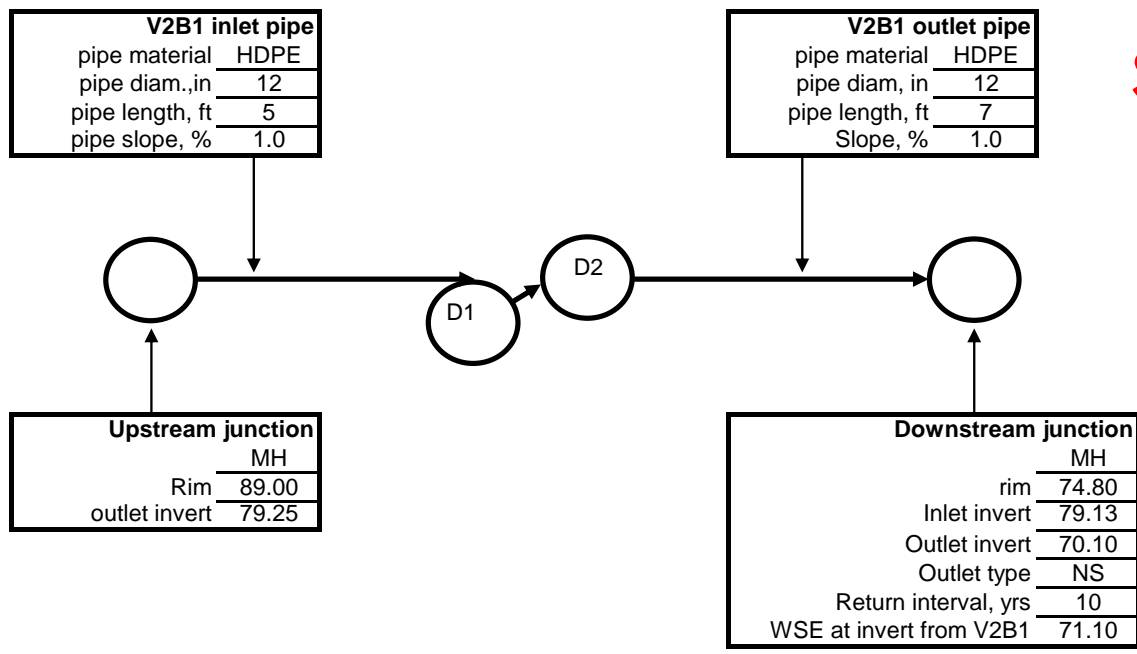 V2B1 inlet pipe
pipe material HDPE
pipe diam.,in 12
pipe length, ft 5
pipe slope, % 1.0
V2B1 outlet pipe
pipe material HDPE
pipe diam, in 12
pipe length, ft 7
Slope, % 1.0
D1
D2
Upstream junction
MH
Rim 89.00
outlet invert 79.25
Downstream junction
MH
rim 74.80
Inlet invert 79.13
Outlet invert 70.10
Outlet type NS
Return interval, yrs 10
WSE at invert from V2B1 71.10